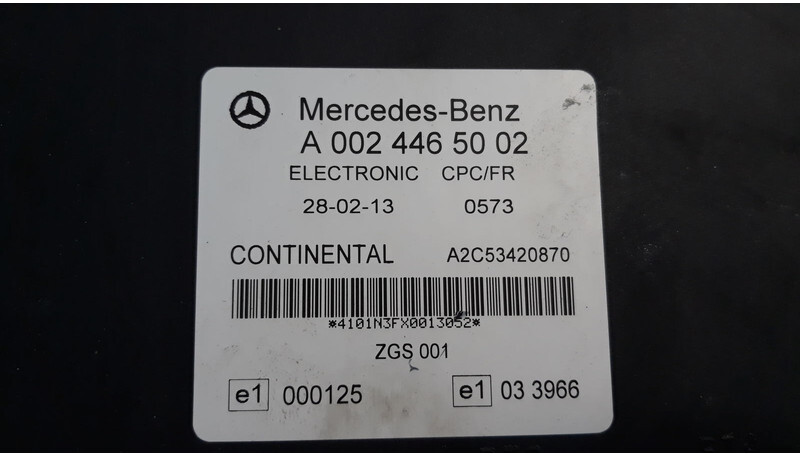 Mercedes-Benz
A 002 446 50 02
ELECTRONIC CPC/FR
28-02-13 0573
CONTINENTAL A2C53420870
*4101N3FX0013052*
ZGS 001
e1 000125 e1 03 3966